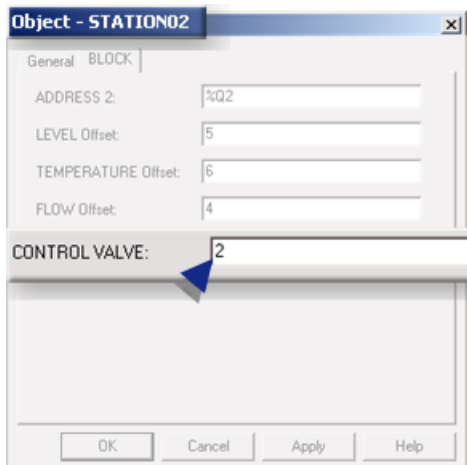 Object - STATION02
General BLOCK
ADDRESS 2: %Q2
LEVEL Offset: 5
TEMPERATURE Offset: 6
FLOW Offset: 4
CONTROL VALVE: 2
OK Cancel Apply Help